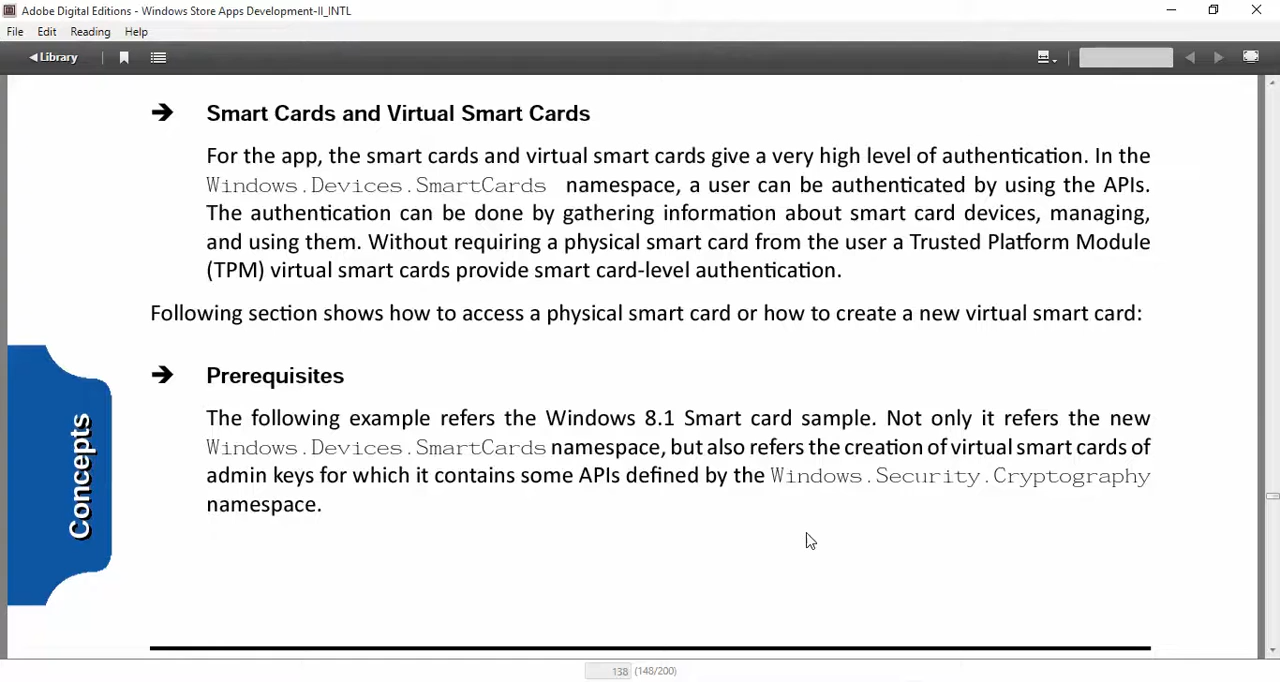 Adobe Digital Editions - Windows Store Apps Development-II_INTL
File Edit Reading Help
Library
Smart Cards and Virtual Smart Cards
For the app, the smart cards and virtual smart cards give a very high level of authentication. In the
Windows.Devices.SmartCards namespace, a user can be authenticated by using the APIs.
The authentication can be done by gathering information about smart card devices, managing,
and using them. Without requiring a physical smart card from the user a Trusted Platform Module
(TPM) virtual smart cards provide smart card-level authentication.
Following section shows how to access a physical smart card or how to create a new virtual smart card:
Prerequisites
The following example refers the Windows 8.1 Smart card sample. Not only it refers the new
Windows.Devices.SmartCards namespace, but also refers the creation of virtual smart cards of
admin keys for which it contains some APIs defined by the Windows.Security.Cryptography
namespace.
Concepts
138 (148/200)